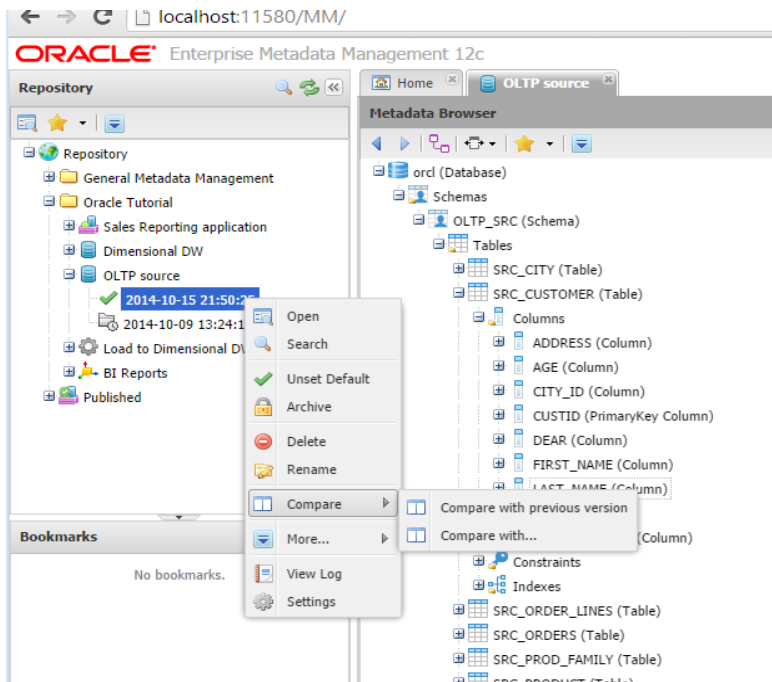 localhost:11580/MM/
ORACLE Enterprise Metadata Management 12c
Repository
Repository
General Metadata Management
Oracle Tutorial
Sales Reporting application
Dimensional DW
OLTP source
2014-10-15 21:50:25
2014-10-09 13:24:1
Load to Dimensional D
BI Reports
Published
Bookmarks
No bookmarks.
Open
Search
Unset Default
Archive
Delete
Rename
Compare
More...
View Log
Settings
Compare with previous version
Compare with...
Home
OLTP source
Metadata Browser
orcl (Database)
Schemas
OLTP_SRC (Schema)
Tables
SRC_CITY (Table)
SRC_CUSTOMER (Table)
Columns
ADDRESS (Column)
AGE (Column)
CITY_ID (Column)
CUSTID (PrimaryKey Column)
DEAR (Column)
FIRST_NAME (Column)
LAST_NAME (Column)
(Column)
Constraints
Indexes
SRC_ORDER_LINES (Table)
SRC_ORDERS (Table)
SRC_PROD_FAMILY (Table)
SRC_PRODUCT (Table)